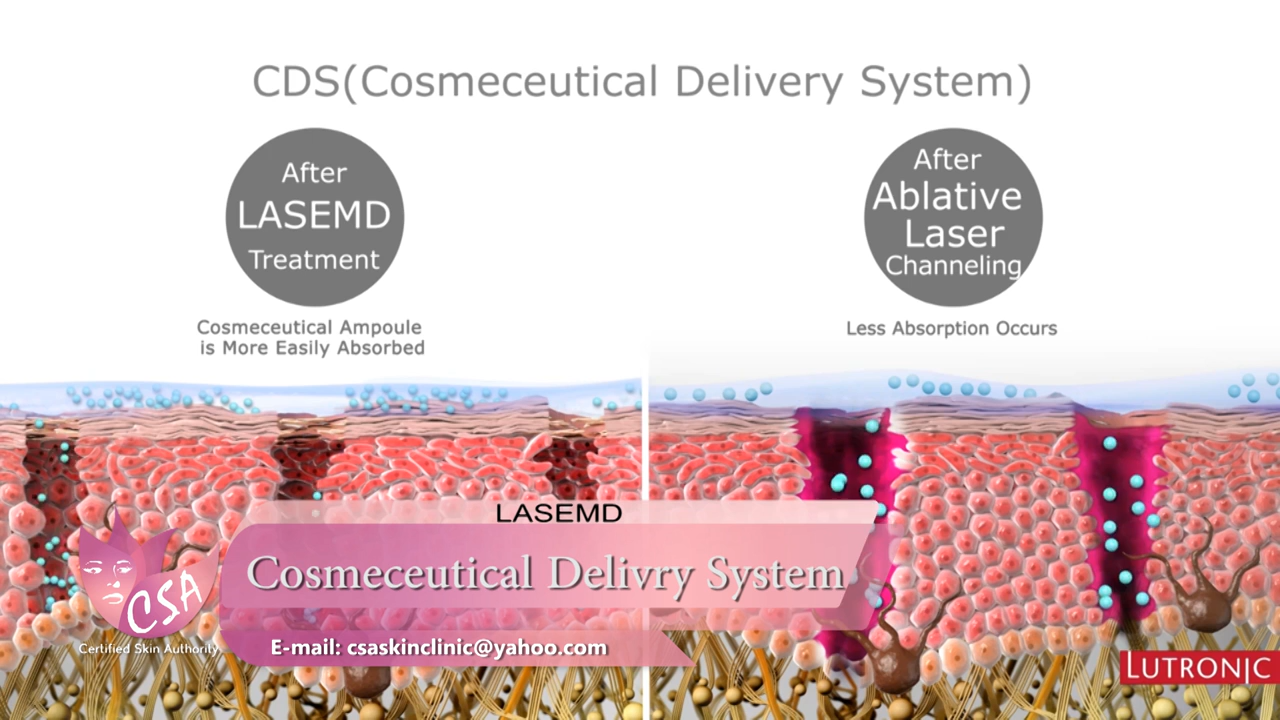 CDS(Cosmeceutical Delivery System)
After
LASEMD
Treatment
Cosmeceutical Ampoule
is More Easily Absorbed
After
Ablative
Laser
Channeling
Less Absorption Occurs
LASEMD
Cosmeceutical Delivry System
CSA
Certified Skin Authority
E-mail: csaskinclinic@yahoo.com
LUTRONIC